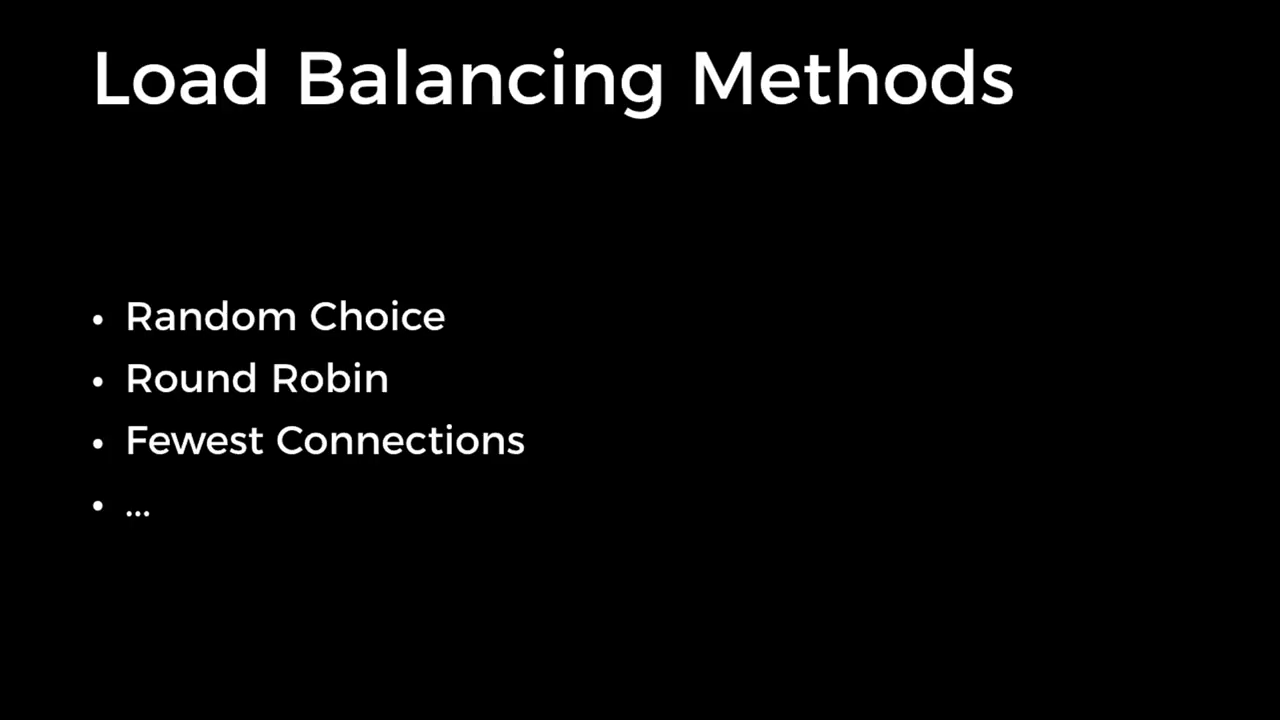 Load Balancing Methods
• Random Choice
• Round Robin
• Fewest Connections
• ...